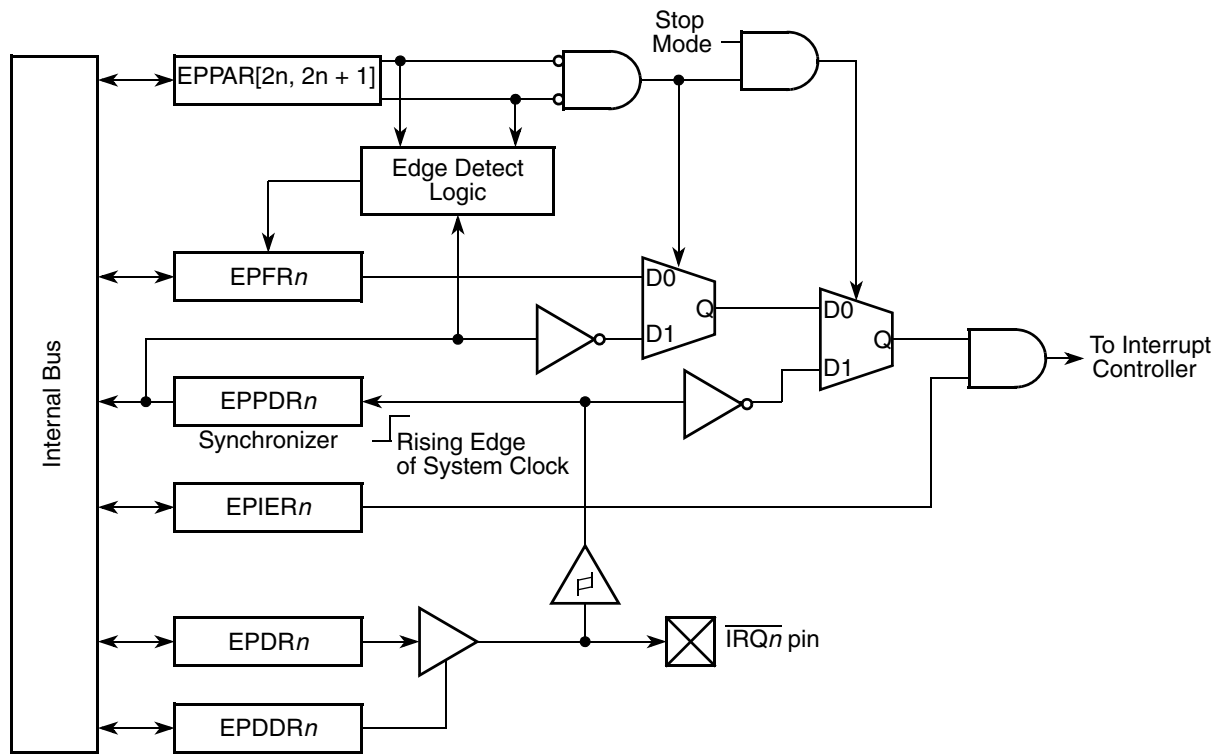 Stop
Mode
EPPAR[2n, 2n + 1]
Edge Detect
Logic
EPFRn
D0
Q
D1
D0
Q
D1
To Interrupt
Controller
Internal Bus
EPPDRn
Synchronizer
Rising Edge
of System Clock
EPIERn
EPDRn
IRQn pin
EPDDRn